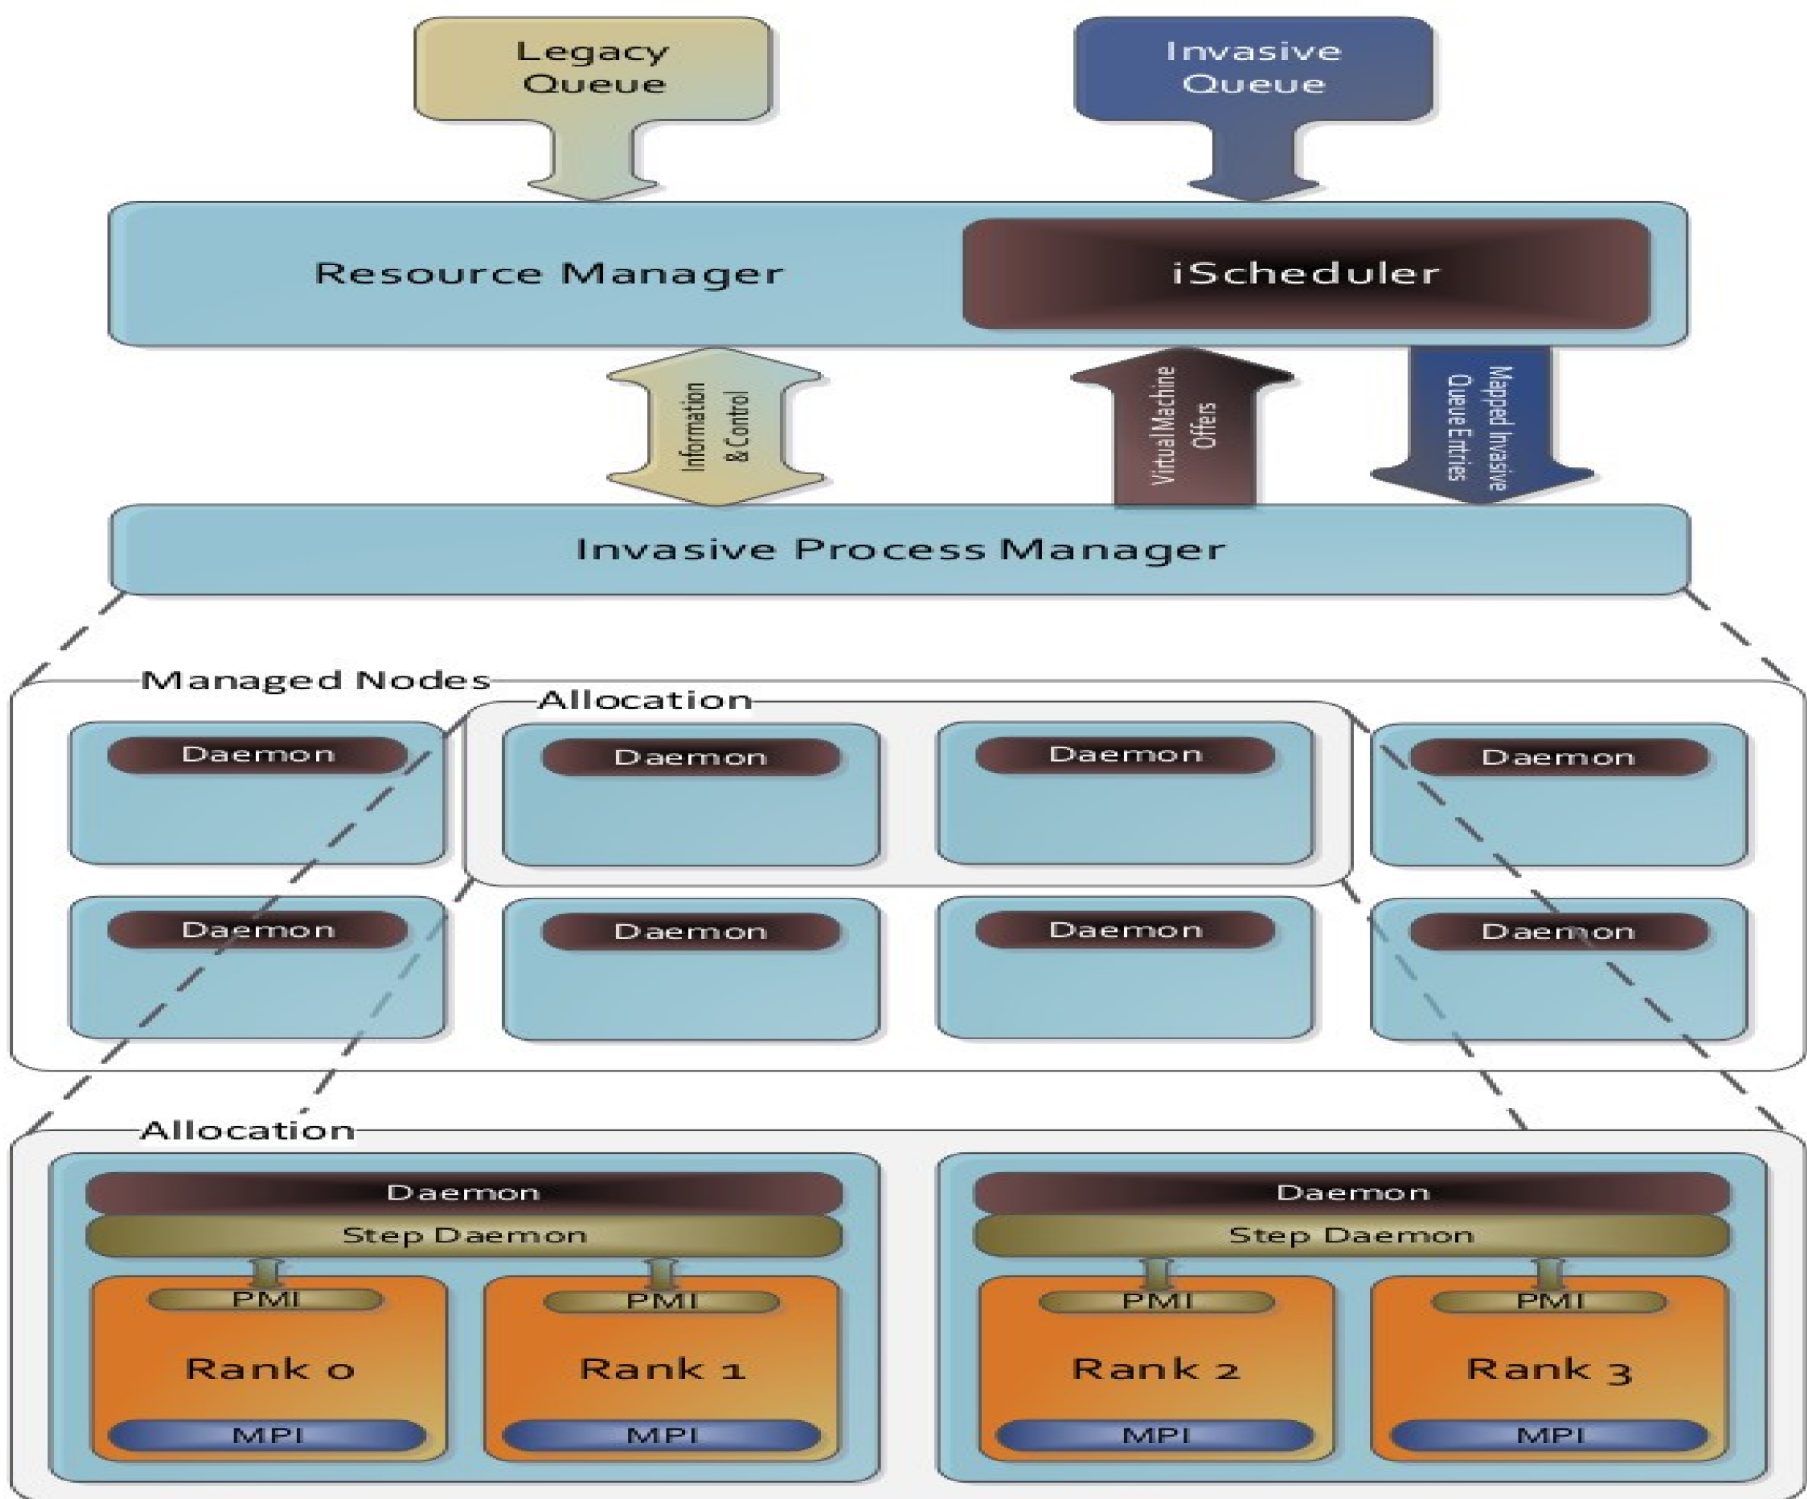 Legacy
Queue
Invasive
Queue
Resource Manager
iScheduler
Information
& Control
Virtual Machine
Offers
Mapped Invasive
Queue Entries
Invasive Process Manager
Managed Nodes
Allocation
Daemon
Daemon
Daemon
Daemon
Daemon
Daemon
Daemon
Daemon
Allocation
Daemon
Daemon
Step Daemon
Step Daemon
PMI
PMI
PMI
PMI
Rank 0
Rank 1
Rank 2
Rank 3
MPI
MPI
MPI
MPI